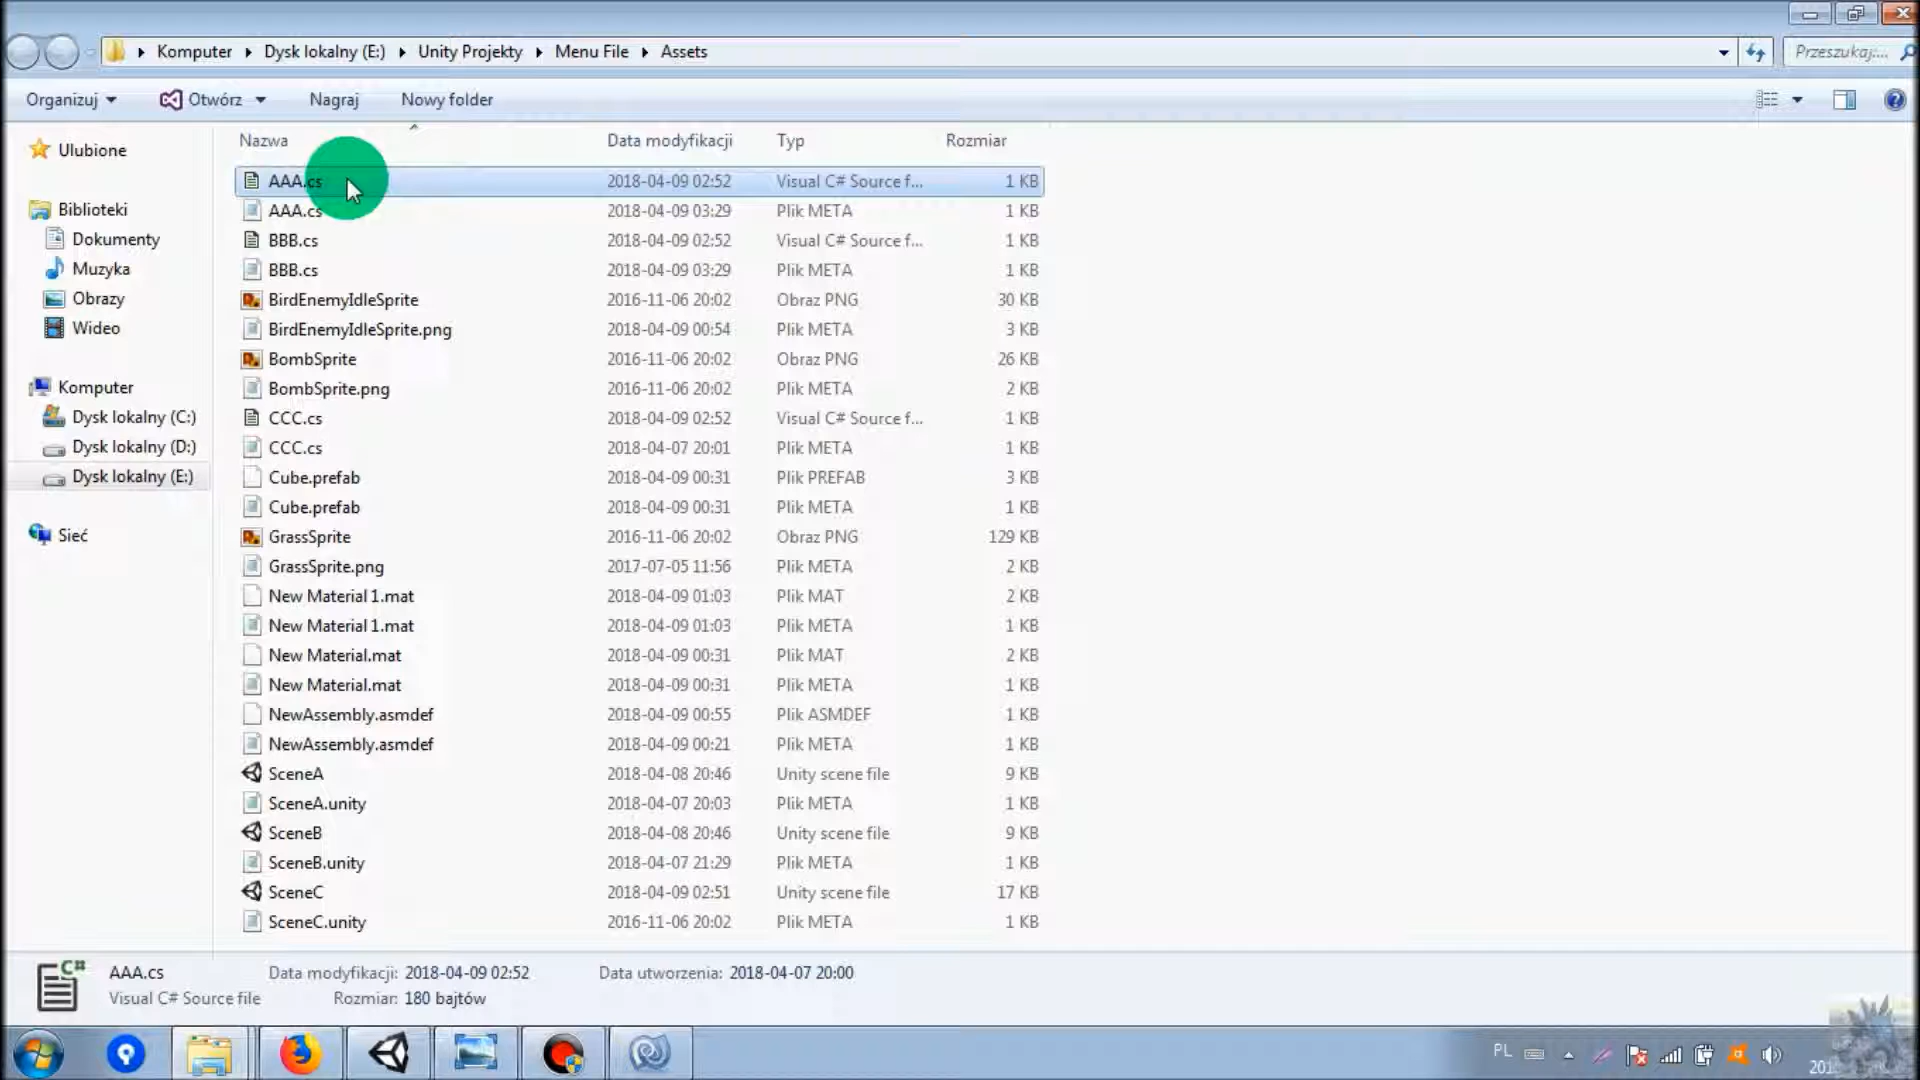 Komputer Dysk lokalny (E:) Unity Projekty Menu File Assets Przeszukaj:...
Organizuj Otwórz Nagraj Nowy folder
Nazwa Data modyfikacji Typ Rozmiar
Ulubione
Biblioteki
Dokumenty
Muzyka
Obrazy
Wideo
Komputer
Dysk lokalny (C:)
Dysk lokalny (D:)
Dysk lokalny (E:)
Sieć
AAA.cs 2018-04-09 02:52 Visual C# Source f... 1 KB
AAA.cs 2018-04-09 03:29 Plik META 1 KB
BBB.cs 2018-04-09 02:52 Visual C# Source f... 1 KB
BBB.cs 2018-04-09 03:29 Plik META 1 KB
BirdEnemyIdleSprite 2016-11-06 20:02 Obraz PNG 30 KB
BirdEnemyIdleSprite.png 2018-04-09 00:54 Plik META 3 KB
BombSprite 2016-11-06 20:02 Obraz PNG 26 KB
BombSprite.png 2016-11-06 20:02 Plik META 2 KB
CCC.cs 2018-04-09 02:52 Visual C# Source f... 1 KB
CCC.cs 2018-04-07 20:01 Plik META 1 KB
Cube.prefab 2018-04-09 00:31 Plik PREFAB 3 KB
Cube.prefab 2018-04-09 00:31 Plik META 1 KB
GrassSprite 2016-11-06 20:02 Obraz PNG 129 KB
GrassSprite.png 2017-07-05 11:56 Plik META 2 KB
New Material 1.mat 2018-04-09 01:03 Plik MAT 2 KB
New Material 1.mat 2018-04-09 01:03 Plik META 1 KB
New Material.mat 2018-04-09 00:31 Plik MAT 2 KB
New Material.mat 2018-04-09 00:31 Plik META 1 KB
NewAssembly.asmdef 2018-04-09 00:55 Plik ASMDEF 1 KB
NewAssembly.asmdef 2018-04-09 00:21 Plik META 1 KB
SceneA 2018-04-08 20:46 Unity scene file 9 KB
SceneA.unity 2018-04-07 20:03 Plik META 1 KB
SceneB 2018-04-08 20:46 Unity scene file 9 KB
SceneB.unity 2018-04-07 21:29 Plik META 1 KB
SceneC 2018-04-09 02:51 Unity scene file 17 KB
SceneC.unity 2016-11-06 20:02 Plik META 1 KB
C#
AAA.cs Data modyfikacji: 2018-04-09 02:52 Data utworzenia: 2018-04-07 20:00
Visual C# Source file Rozmiar: 180 bajtów
PL